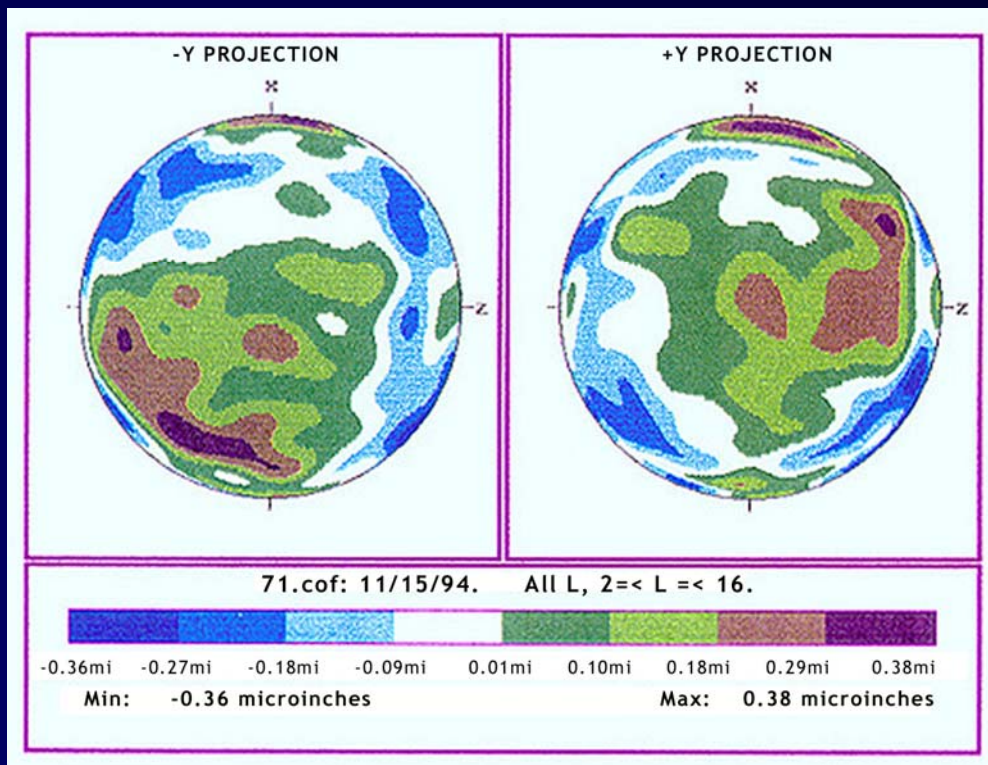 -Y PROJECTION
X
Z
+Y PROJECTION
X
Z
71.cof: 11/15/94. All L, 2=< L =< 16.
-0.36mi -0.27mi -0.18mi -0.09mi 0.01mi 0.10mi 0.18mi 0.29mi 0.38mi
Min: -0.36 microinches Max: 0.38 microinches